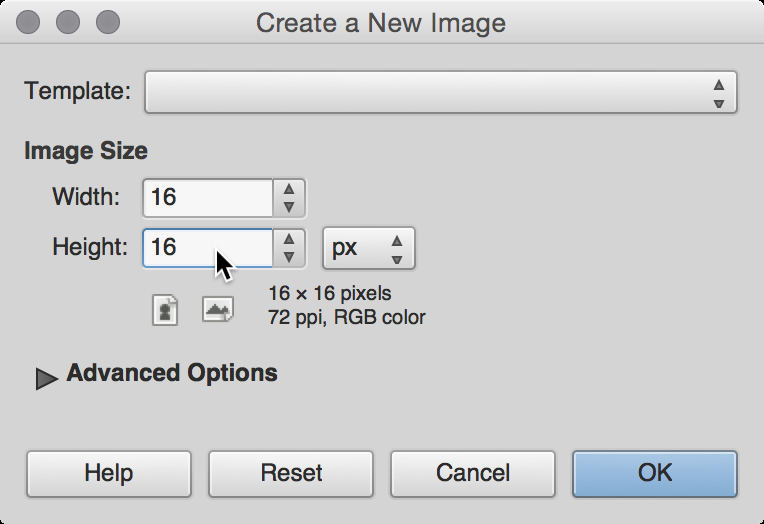 Create a New Image
Template:
Image Size
Width: 16
Height: 16 px
16 × 16 pixels
72 ppi, RGB color
Advanced Options
Help Reset Cancel OK